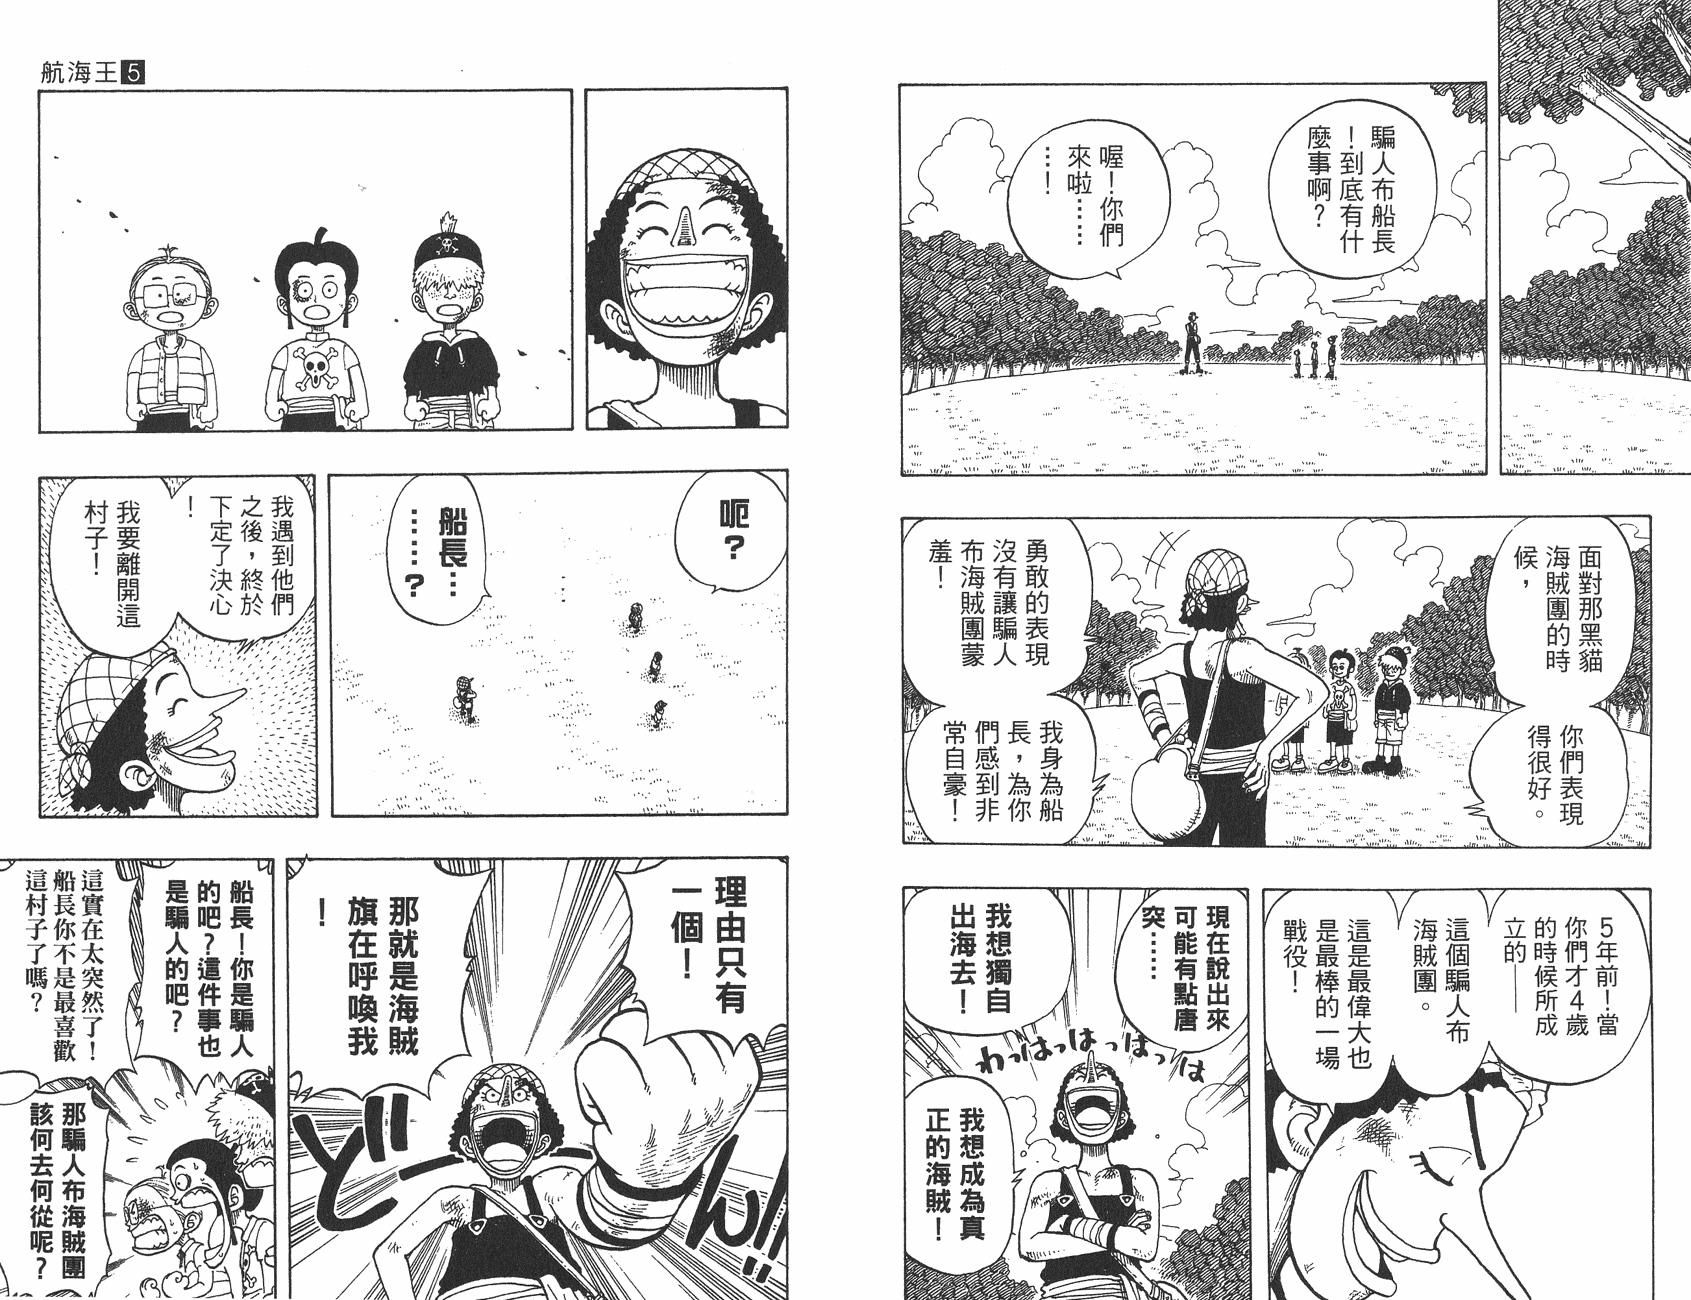 騙人布船長
！到底有什
麼事啊？
喔！你們
來啦……
……！
面對那黑貓
海賊團的時
候，
你們表現
得很好。
勇敢的表現
沒有讓騙人
布海賊團蒙
羞！
我身為船
長，為你
們感到非
常自豪！
5年前！當
你們才4歲
的時候所成
立的——
這個騙人布
海賊團。
這是最偉大也
是最棒的一場
戰役！
現在說出來
可能有點唐
突……
我想獨自
出海去！
わっはっはっはっは
我想成為真
正的海賊！
航海王5
呃？
船長…
……？
我遇到他們
之後，終於
下定了決心
！
我要離開這
村子！
理由只有
一個！
那就是海賊
旗在呼喚我
！
どーん!!
船長！你是騙人
的吧？這件事也
是騙人的吧？
這實在太突然了！
船長你不是最喜歡
這村子了嗎？
那騙人布海賊團
該何去何從呢？